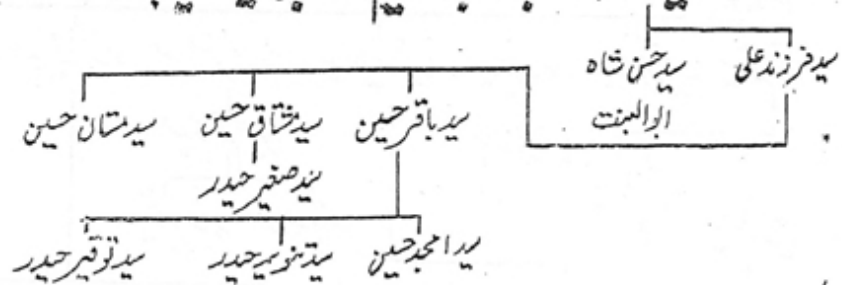 سید فرزند علی سید حسن شاہ
ابوالبنت
سید باقر حسین سید مشتاق حسین سید مستان حسین
سید صغیر حیدر
سید امجد حسین سید تنویر حیدر سید توقیر حیدر